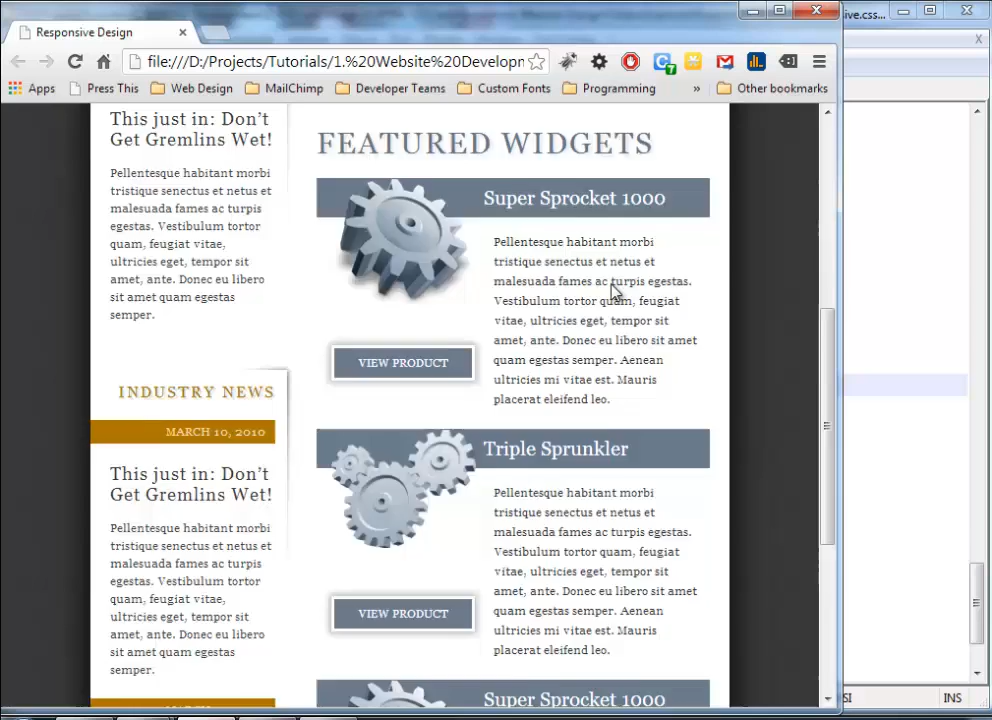 Responsive Design
ive.css...
file:///D:/Projects/Tutorials/1.%20Website%20Developn
7
Apps
Press This
Web Design
MailChimp
Developer Teams
Custom Fonts
Programming
»
Other bookmarks
This just in: Don't
Get Gremlins Wet!
Pellentesque habitant morbi
tristique senectus et netus et
malesuada fames ac turpis
egestas. Vestibulum tortor
quam, feugiat vitae,
ultricies eget, tempor sit
amet, ante. Donec eu libero
sit amet quam egestas
semper.
INDUSTRY NEWS
MARCH 10, 2010
This just in: Don't
Get Gremlins Wet!
Pellentesque habitant morbi
tristique senectus et netus et
malesuada fames ac turpis
egestas. Vestibulum tortor
quam, feugiat vitae,
ultricies eget, tempor sit
amet, ante. Donec eu libero
sit amet quam egestas
semper.
FEATURED WIDGETS
Super Sprocket 1000
Pellentesque habitant morbi
tristique senectus et netus et
malesuada fames ac turpis egestas.
Vestibulum tortor quam, feugiat
vitae, ultricies eget, tempor sit
amet, ante. Donec eu libero sit amet
quam egestas semper. Aenean
ultricies mi vitae est. Mauris
placerat eleifend leo.
VIEW PRODUCT
Triple Sprunkler
Pellentesque habitant morbi
tristique senectus et netus et
malesuada fames ac turpis egestas.
Vestibulum tortor quam, feugiat
vitae, ultricies eget, tempor sit
amet, ante. Donec eu libero sit amet
quam egestas semper. Aenean
ultricies mi vitae est. Mauris
placerat eleifend leo.
VIEW PRODUCT
Super Sprocket 1000
SI
INS